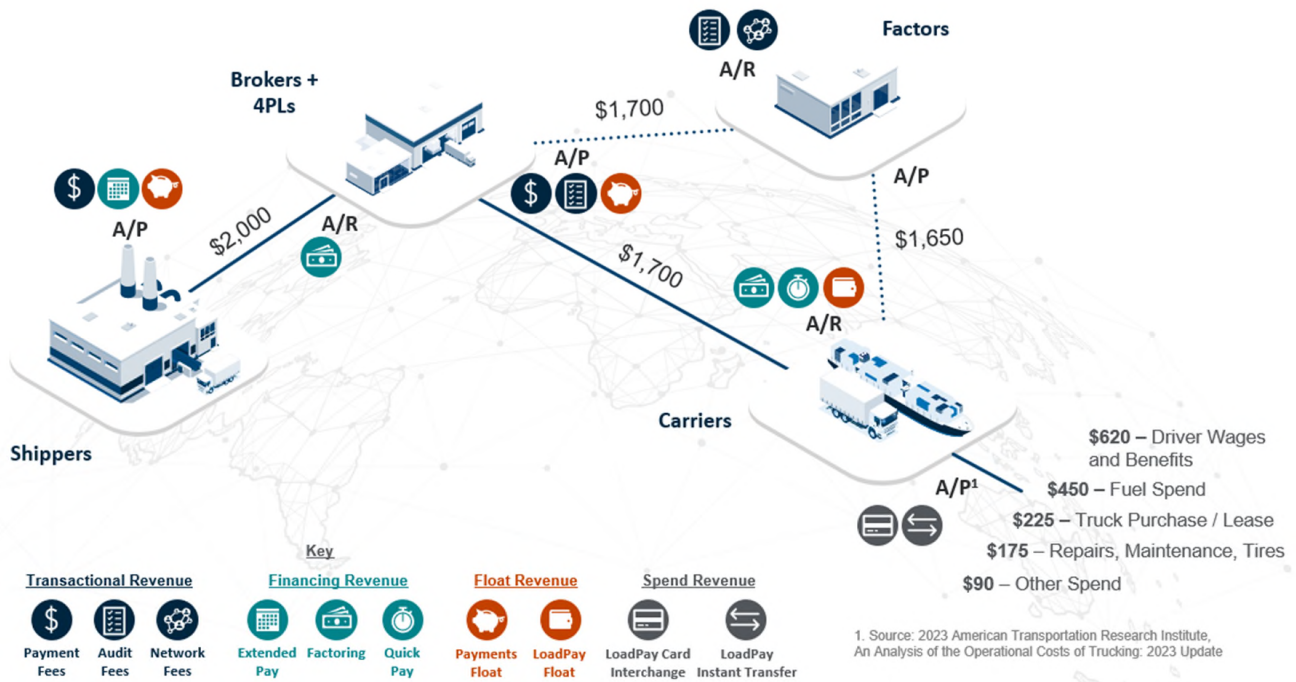 Factors
A/R
Brokers +
4PLs
$1,700
A/P
A/P
A/P
$2,000
A/R
$1,650
$1,700
A/R
Carriers
Shippers
$620 – Driver Wages
and Benefits
A/P1
$450 – Fuel Spend
$225 – Truck Purchase / Lease
$175 – Repairs, Maintenance, Tires
$90 – Other Spend
Key
Transactional Revenue
Payment
Fees
Audit
Fees
Network
Fees
Financing Revenue
Extended
Pay
Factoring
Quick
Pay
Float Revenue
Payments
Float
LoadPay
Float
Spend Revenue
LoadPay Card
Interchange
LoadPay
Instant Transfer
1. Source: 2023 American Transportation Research Institute,
An Analysis of the Operational Costs of Trucking: 2023 Update